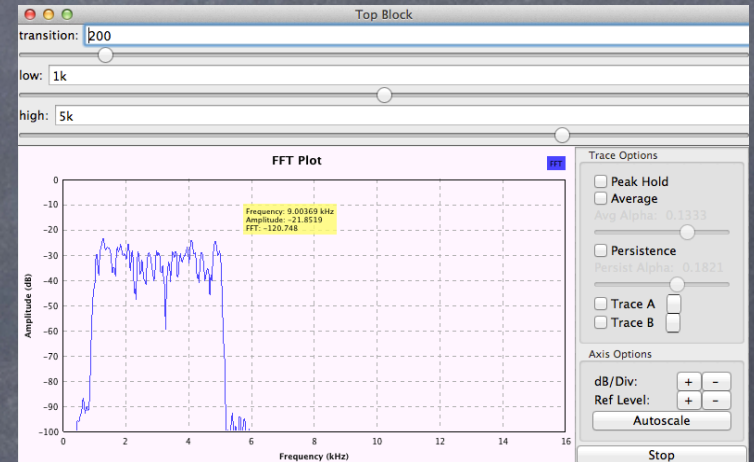 Top Block
transition: 200
low: 1k
high: 5k
FFT Plot
FFT
Trace Options
Peak Hold
Average
Avg Alpha: 0.1333
Persistence
Persist Alpha: 0.1821
Trace A
Trace B
Axis Options
dB/Div: + -
Ref Level: + -
Autoscale
Stop
Frequency: 9.00369 kHz
Amplitude: -21.8519
FFT: -120.748
Amplitude (dB)
0
-10
-20
-30
-40
-50
-60
-70
-80
-90
-100
0 2 4 6 8 10 12 14 16
Frequency (kHz)